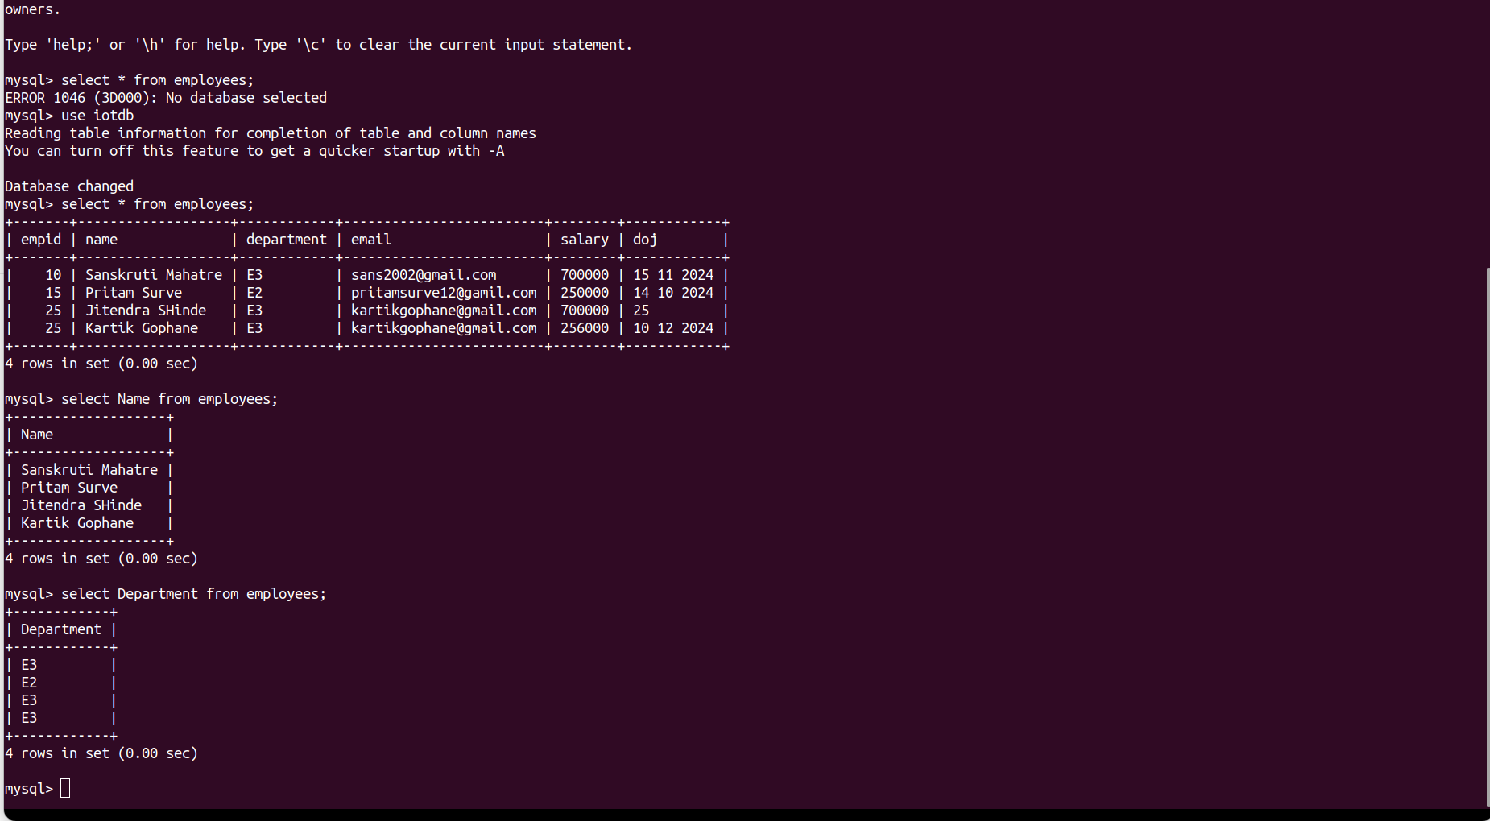 owners.
Type 'help;' or '\h' for help. Type '\c' to clear the current input statement.
mysql> select * from employees;
ERROR 1046 (3D000): No database selected
mysql> use iotdb
Reading table information for completion of table and column names
You can turn off this feature to get a quicker startup with -A
Database changed
mysql> select * from employees;
+-------+-------------------+------------+-------------------------+--------+------------+
| empid | name              | department | email                   | salary | doj        |
+-------+-------------------+------------+-------------------------+--------+------------+
|    10 | Sanskruti Mahatre | E3         | sans2002@gmail.com      | 700000 | 15 11 2024 |
|    15 | Pritam Surve      | E2         | pritamsurve12@gamil.com | 250000 | 14 10 2024 |
|    25 | Jitendra SHinde   | E3         | kartikgophane@gmail.com | 700000 | 25         |
|    25 | Kartik Gophane    | E3         | kartikgophane@gmail.com | 256000 | 10 12 2024 |
+-------+-------------------+------------+-------------------------+--------+------------+
4 rows in set (0.00 sec)
mysql> select Name from employees;
+-------------------+
| Name              |
+-------------------+
| Sanskruti Mahatre |
| Pritam Surve      |
| Jitendra SHinde   |
| Kartik Gophane    |
+-------------------+
4 rows in set (0.00 sec)
mysql> select Department from employees;
+------------+
| Department |
+------------+
| E3         |
| E2         |
| E3         |
| E3         |
+------------+
4 rows in set (0.00 sec)
mysql>